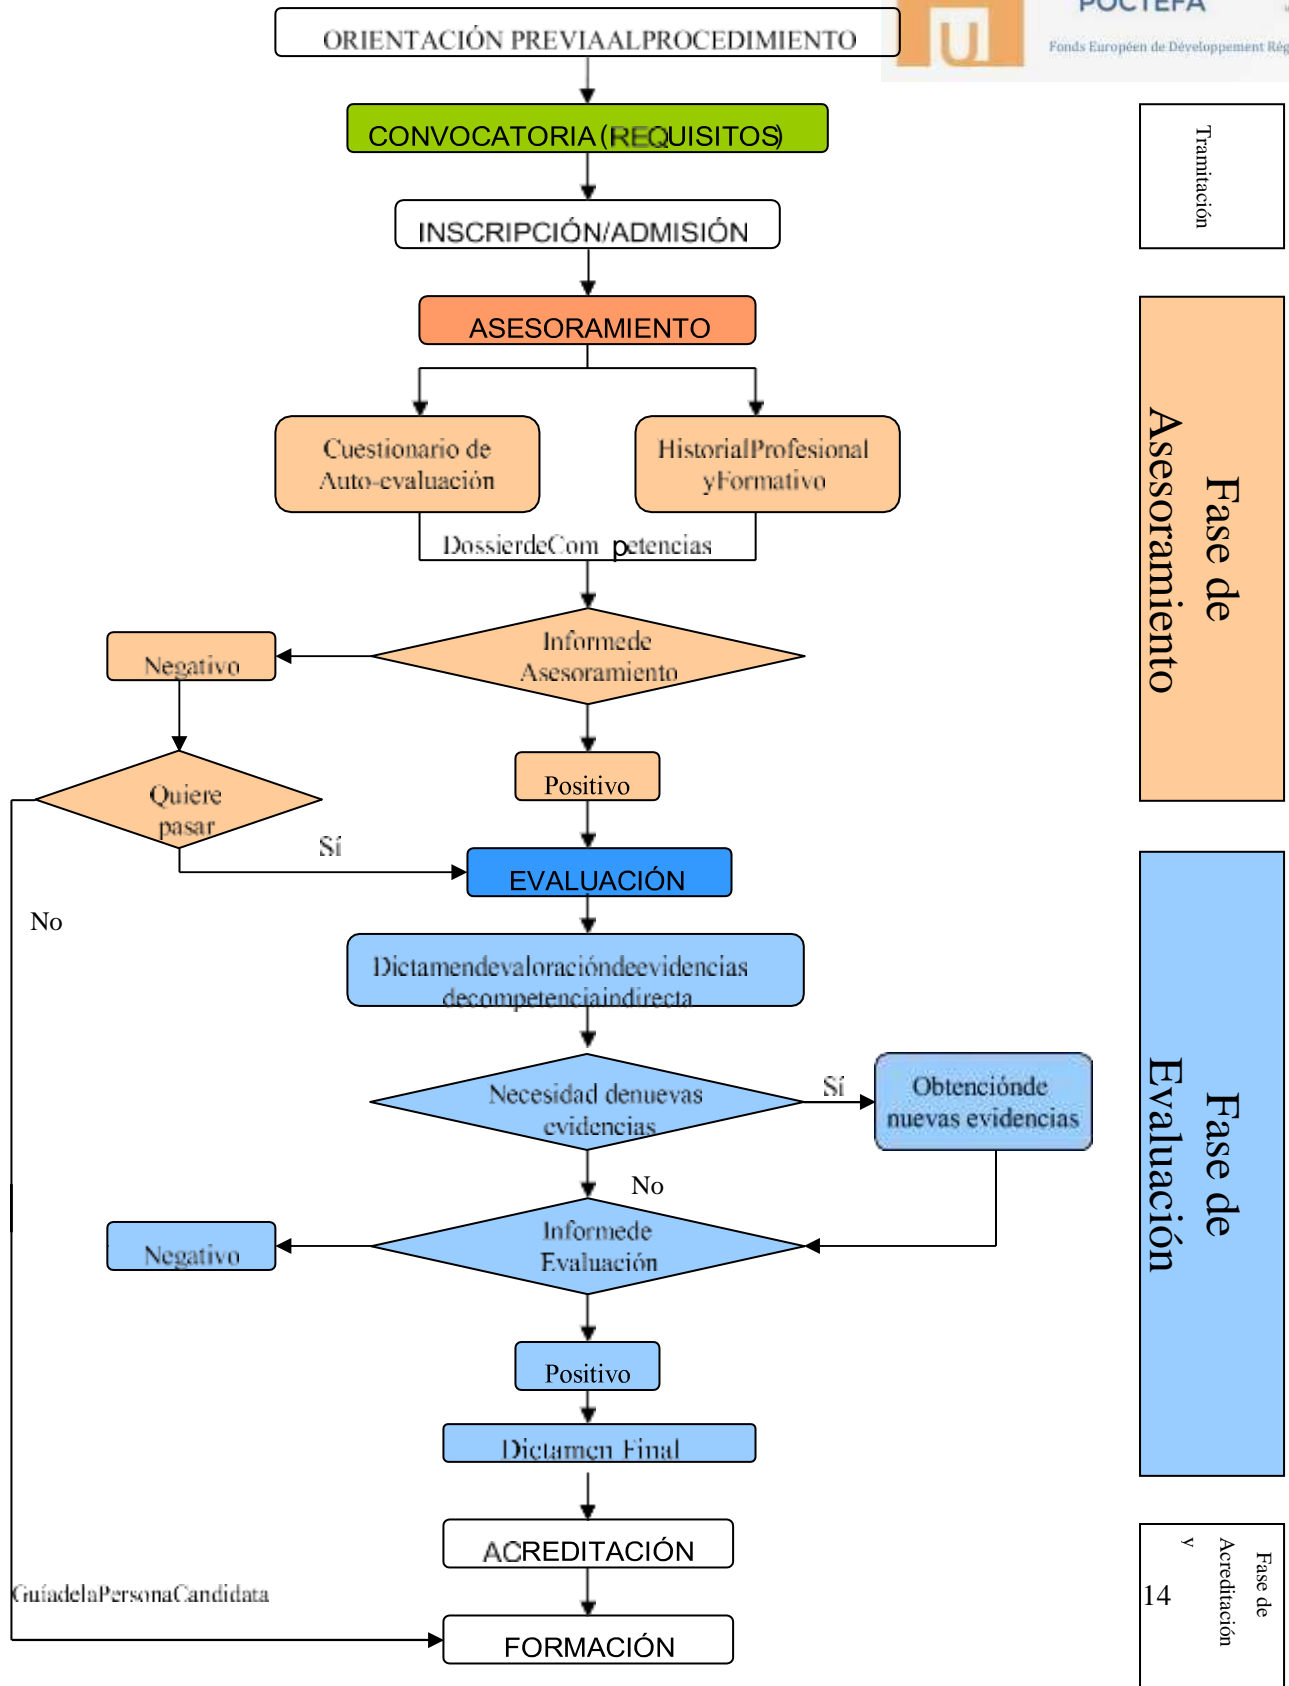 POCTEFA
Fonds Européen de Développement Rég
ORIENTACIÓN PREVIAALPROCEDIMIENTO
CONVOCATORIA (REQUISITOS)
Tramitación
INSCRIPCIÓN/ADMISIÓN
ASESORAMIENTO
Cuestionario de
Auto-evaluación
HistorialProfesional
yFormativo
DossierdeCom petencias
Fase de
Asesoramiento
Informede
Asesoramiento
Negativo
Positivo
Quiere
pasar
Sí
No
EVALUACIÓN
Dictamendevaloracióndeevidencias
decompetenciaindirecta
Necesidad denuevas
evidencias
Sí
Obtenciónde
nuevas evidencias
No
Fase de
Evaluación
Informede
Evaluación
Negativo
Positivo
Dictamen Final
ACREDITACIÓN
Fase de
Acreditación
y
14
GuíadelaPersonaCandidata
FORMACIÓN